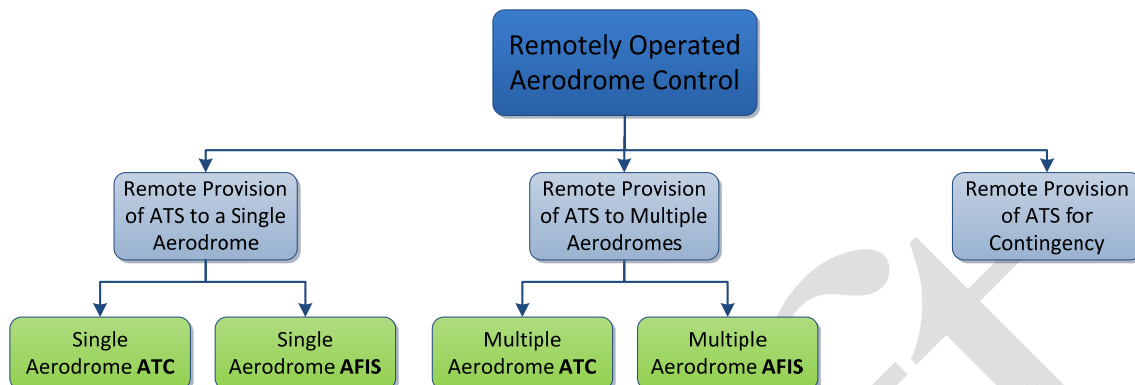 Remotely Operated
Aerodrome Control
Remote Provision
of ATS to a Single
Aerodrome
Remote Provision
of ATS to Multiple
Aerodromes
Remote Provision
of ATS for
Contingency
Single
Aerodrome ATC
Single
Aerodrome AFIS
Multiple
Aerodrome ATC
Multiple
Aerodrome AFIS